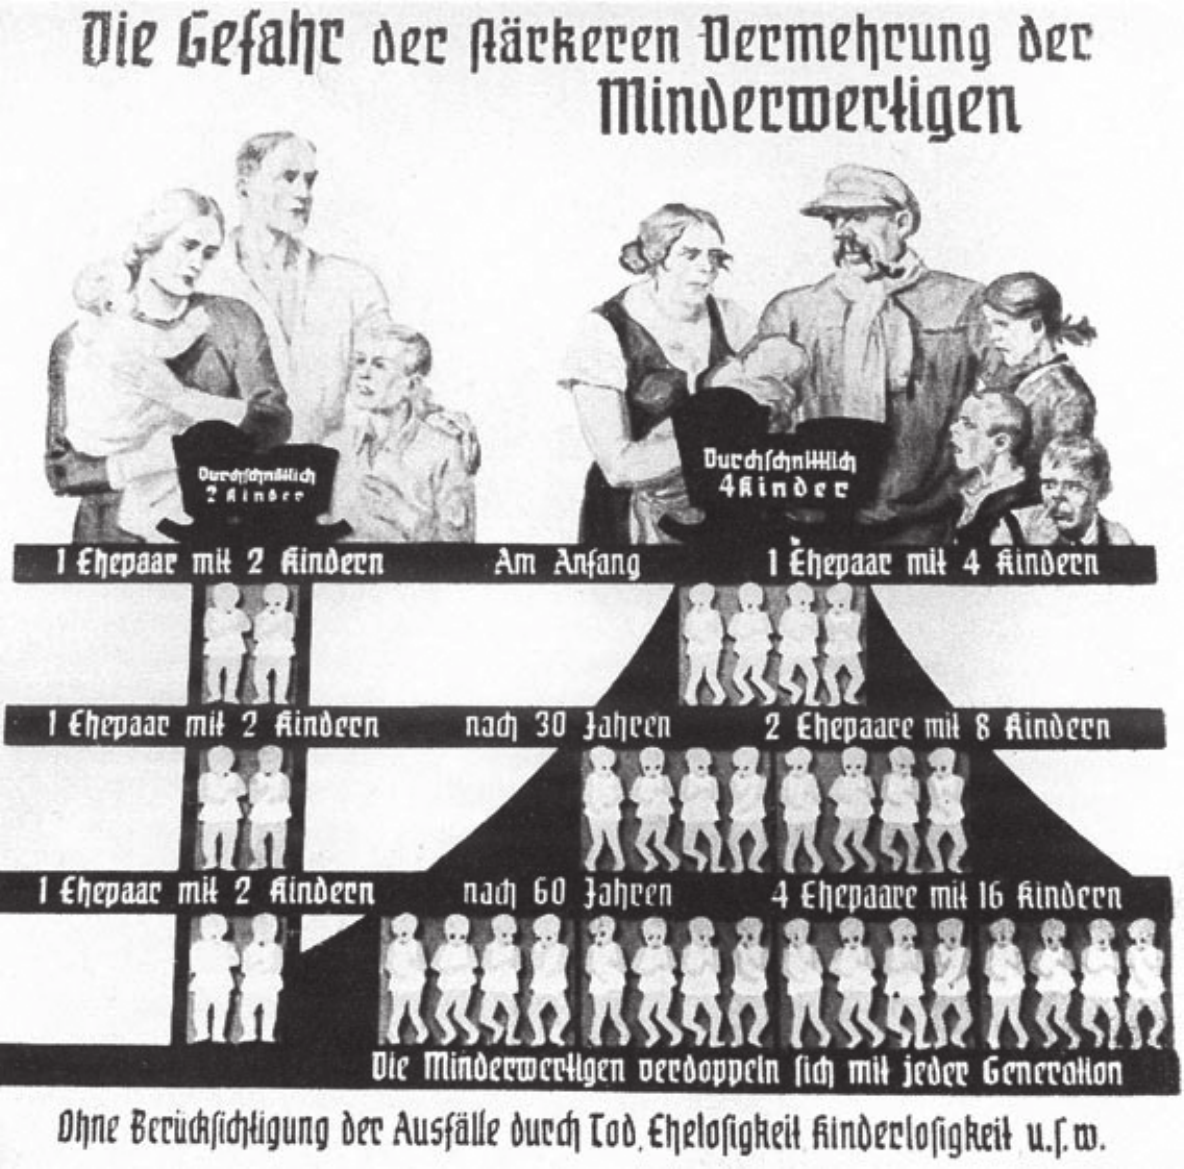 Die Gefahr der stärkeren Vermehrung der
Minderwertigen
Durchschnittlich
2 Kinder
Durchschnittlich
4 Kinder
1 Ehepaar mit 2 Kindern Am Anfang 1 Ehepaar mit 4 Kindern
1 Ehepaar mit 2 Kindern nach 30 Jahren 2 Ehepaare mit 8 Kindern
1 Ehepaar mit 2 Kindern nach 60 Jahren 4 Ehepaare mit 16 Kindern
Die Minderwertigen verdoppeln sich mit jeder Generation
Ohne Berücksichtigung der Ausfälle durch Tod, Ehelosigkeit Kinderlosigkeit u.s.w.